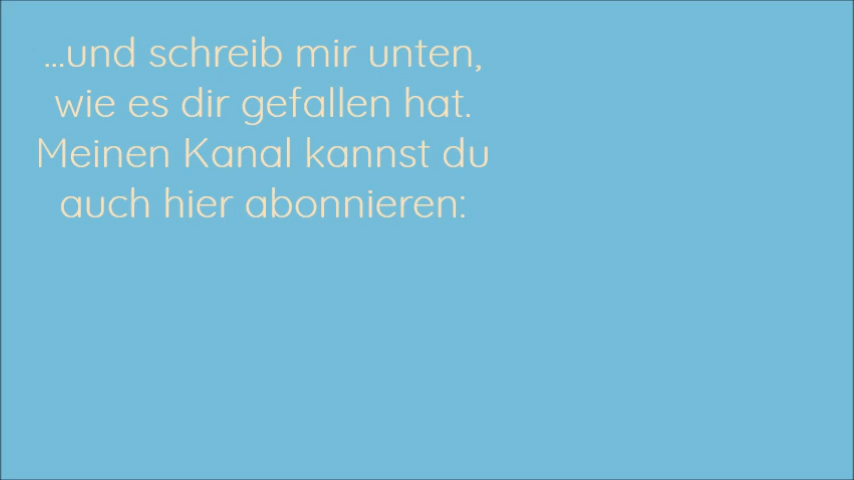 ...und schreib mir unten,
wie es dir gefallen hat.
Meinen Kanal kannst du
auch hier abonnieren: